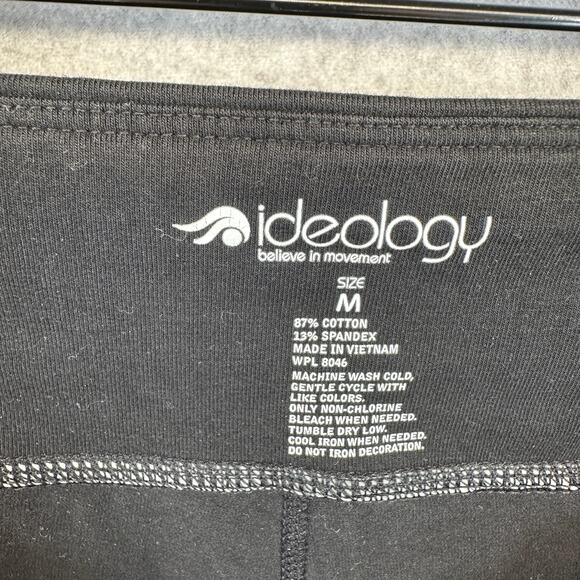 ideology
believe in movement
SIZE
M
87% COTTON
13% SPANDEX
MADE IN VIETNAM
WPL 8046
MACHINE WASH COLD,
GENTLE CYCLE WITH
LIKE COLORS.
ONLY NON-CHLORINE
BLEACH WHEN NEEDED.
TUMBLE DRY LOW.
COOL IRON WHEN NEEDED.
DO NOT IRON DECORATION.